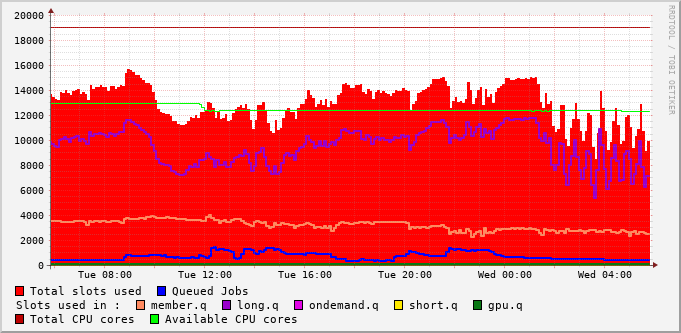 20000
18000
16000
14000
12000
10000
8000
6000
4000
2000
0
Tue 08:00 Tue 12:00 Tue 16:00 Tue 20:00 Wed 00:00 Wed 04:00
Total slots used Queued Jobs
Slots used in : member.q long.q ondemand.q short.q gpu.q
Total CPU cores Available CPU cores
RRDTOOL / TOBI OETIKER